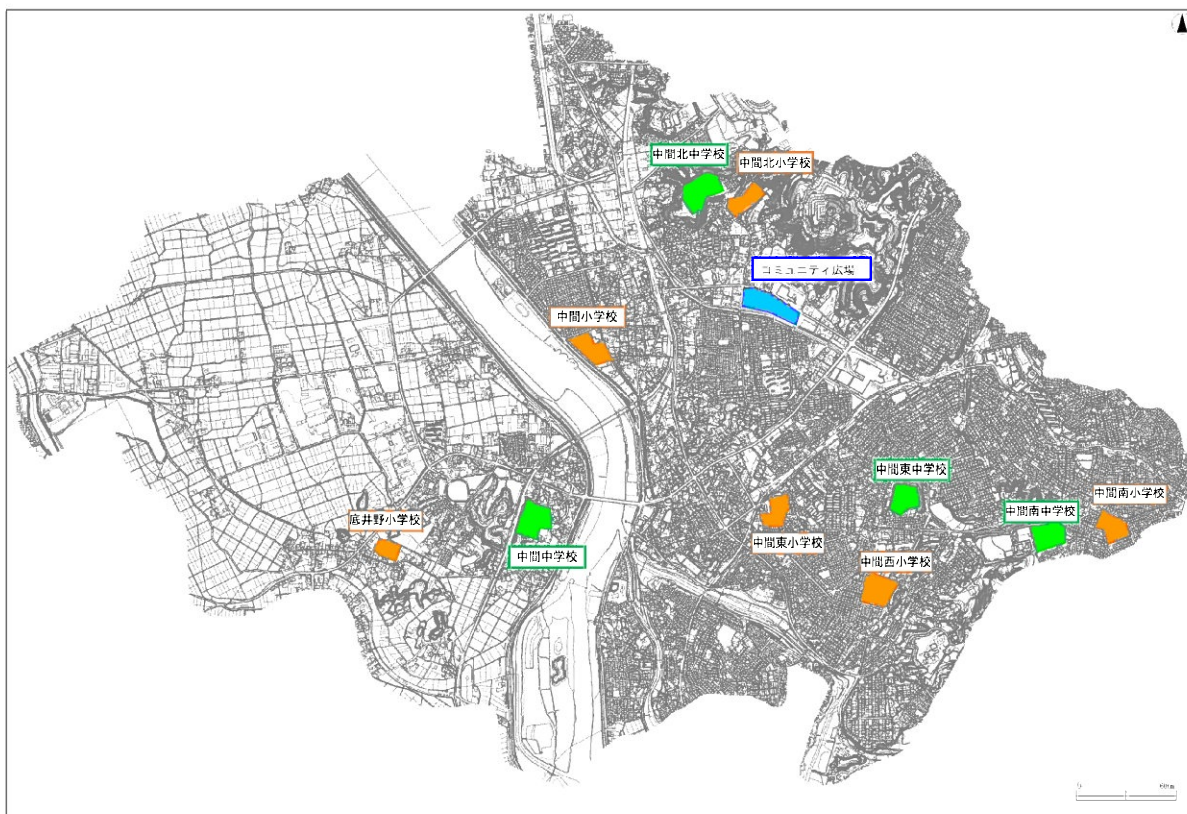 中間北中学校
中間北小学校
コミュニティ広場
中間小学校
中間東中学校
中間南小学校
中間南中学校
底井野小学校
中間中学校
中間東小学校
中間西小学校
0